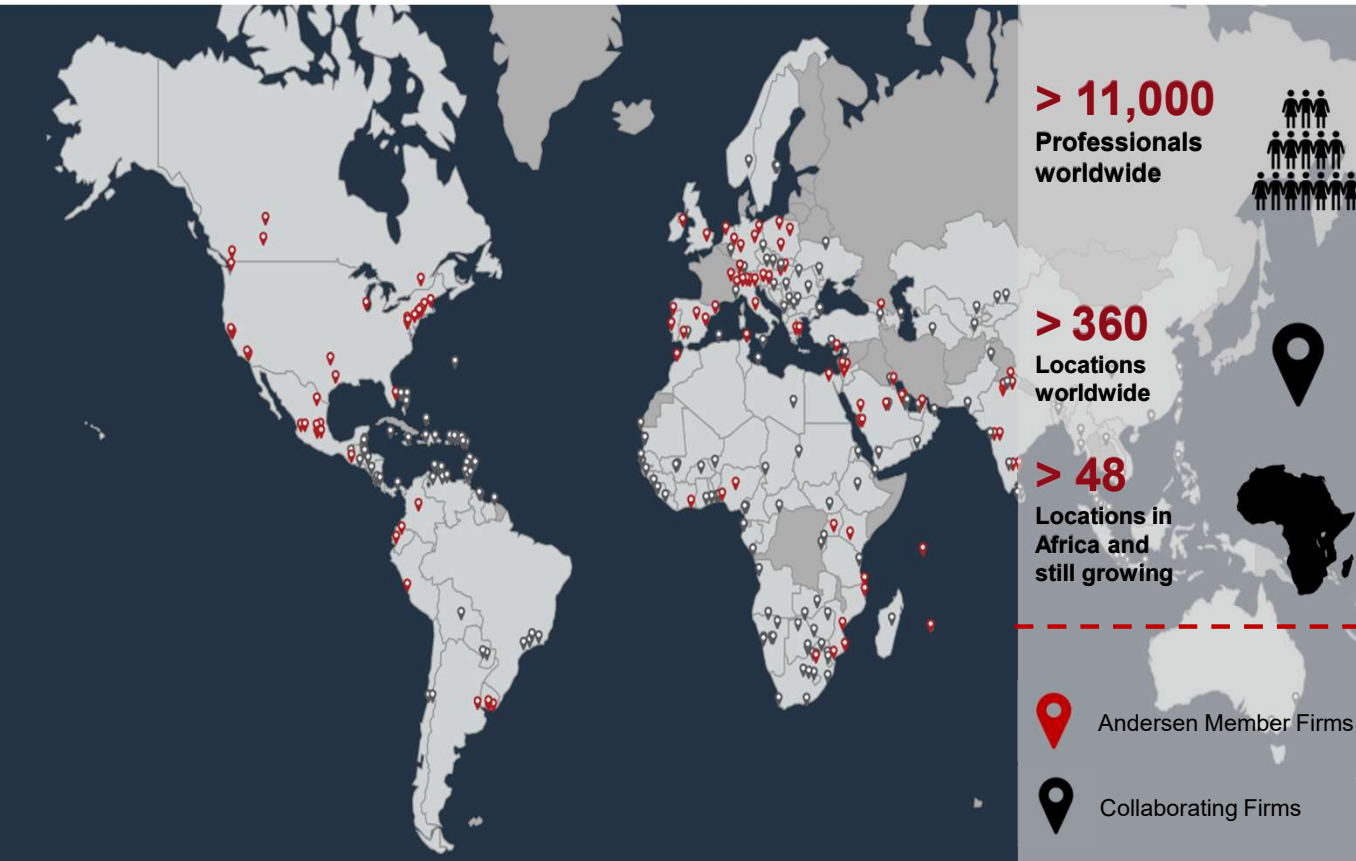 > 11,000
Professionals
worldwide
> 360
Locations
worldwide
> 48
Locations in
Africa and
still growing
Andersen Member Firms
Collaborating Firms